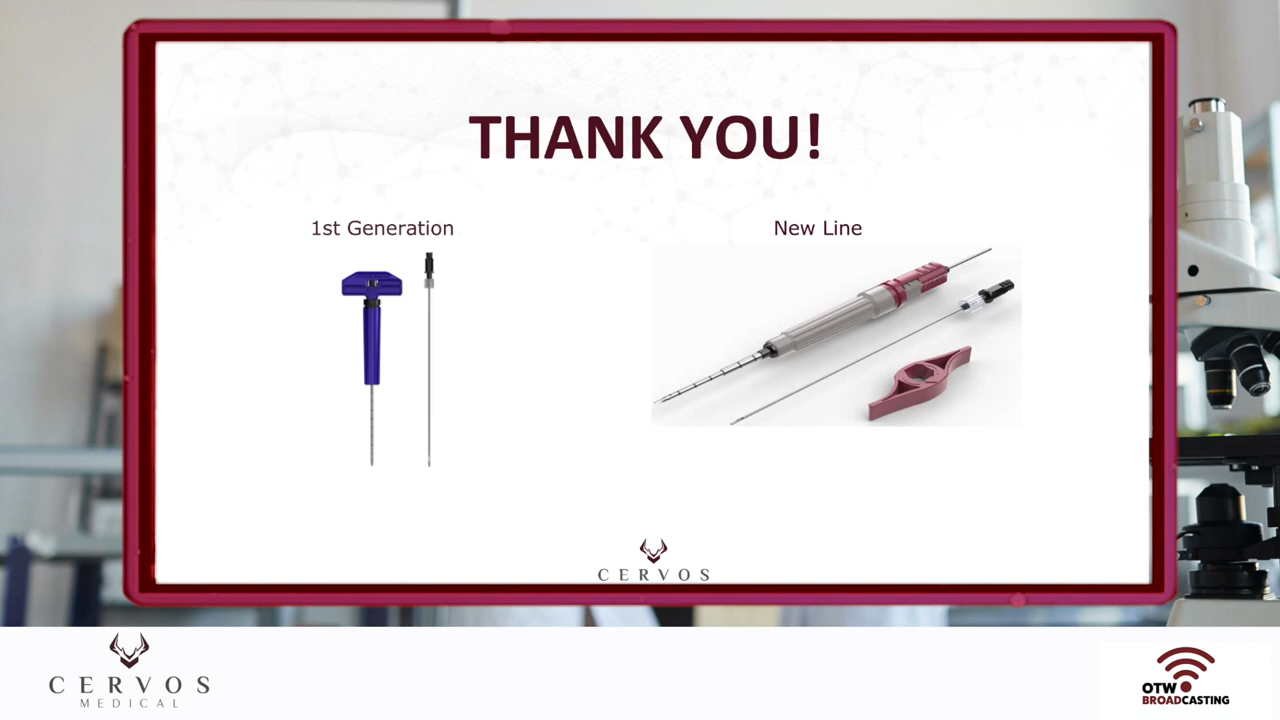 THANK YOU!
1st Generation
New Line
CERVOS
CERVOS
MEDICAL
OTW
BROADCASTING